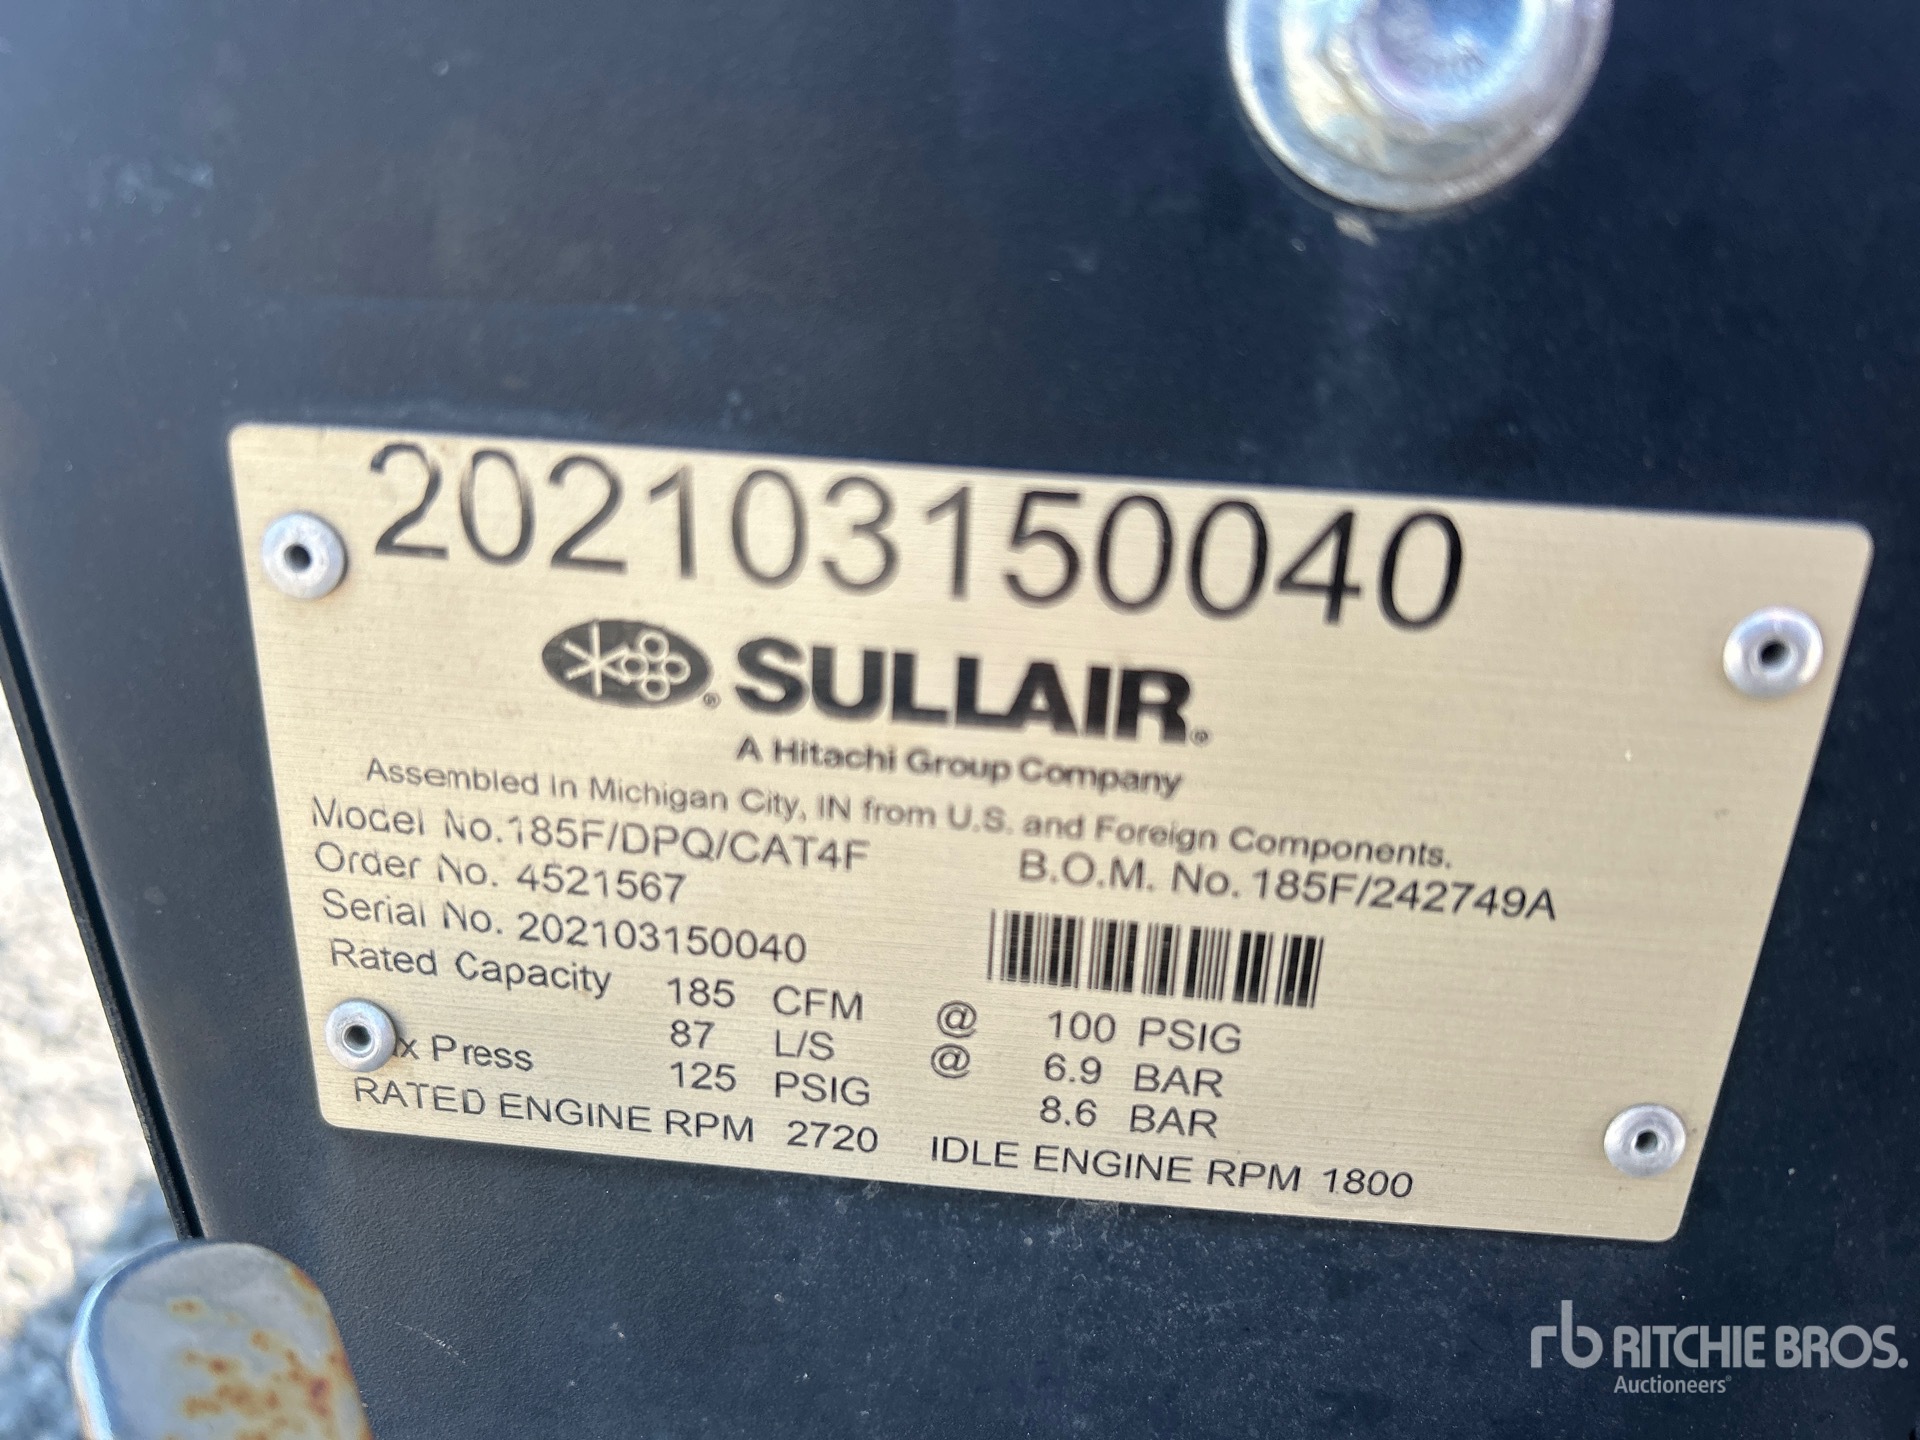 202103150040
SULLAIR®
A Hitachi Group Company
Assembled in Michigan City, IN from U.S. and Foreign Components.
Model No. 185F/DPQ/CAT4F
B.O.M. No. 185F/242749A
Order No. 4521567
Serial No. 202103150040
Rated Capacity 185 CFM @ 100 PSIG
87 L/S @ 6.9 BAR
x Press 125 PSIG 8.6 BAR
RATED ENGINE RPM 2720 IDLE ENGINE RPM 1800
rb RITCHIE BROS.
Auctioneers®